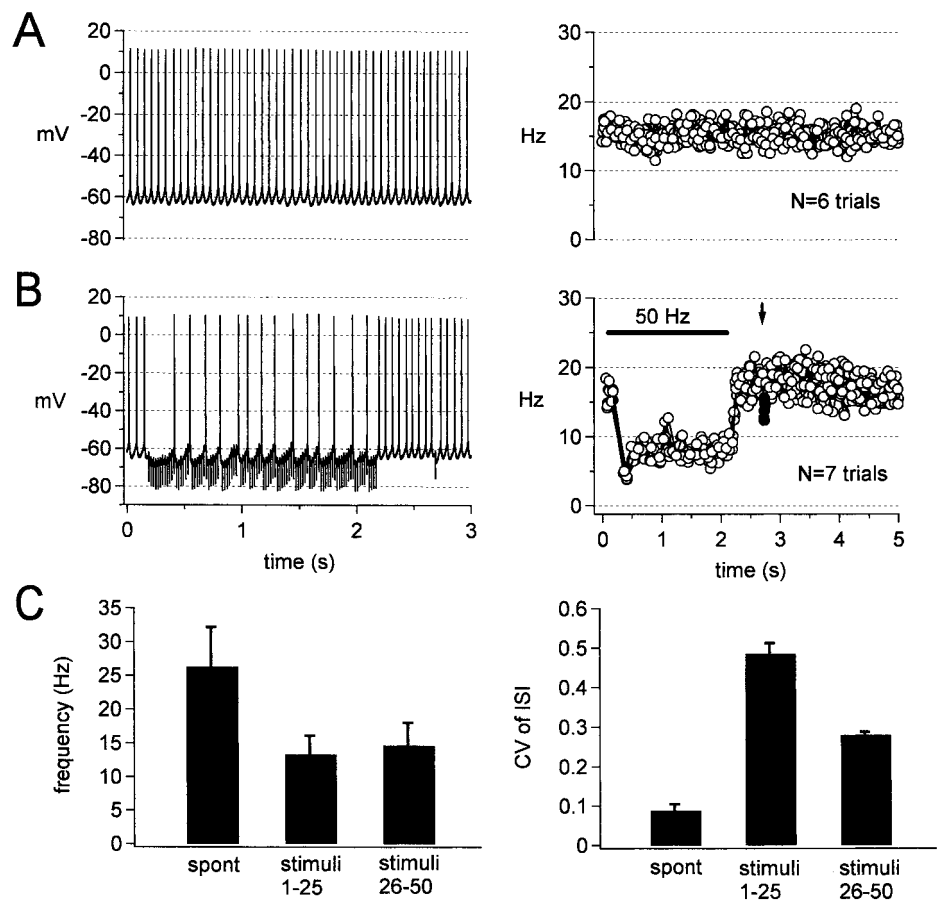 A
20
0
-20
-40
-60
-80
mV
30
20
10
0
Hz
N=6 trials
B
20
0
-20
-40
-60
-80
mV
0 1 2 3
time (s)
30
20
10
0
Hz
50 Hz
N=7 trials
0 1 2 3 4 5
time (s)
C
35
30
25
20
15
10
5
0
frequency (Hz)
spont
stimuli
1-25
stimuli
26-50
0.6
0.5
0.4
0.3
0.2
0.1
0
CV of ISI
spont
stimuli
1-25
stimuli
26-50